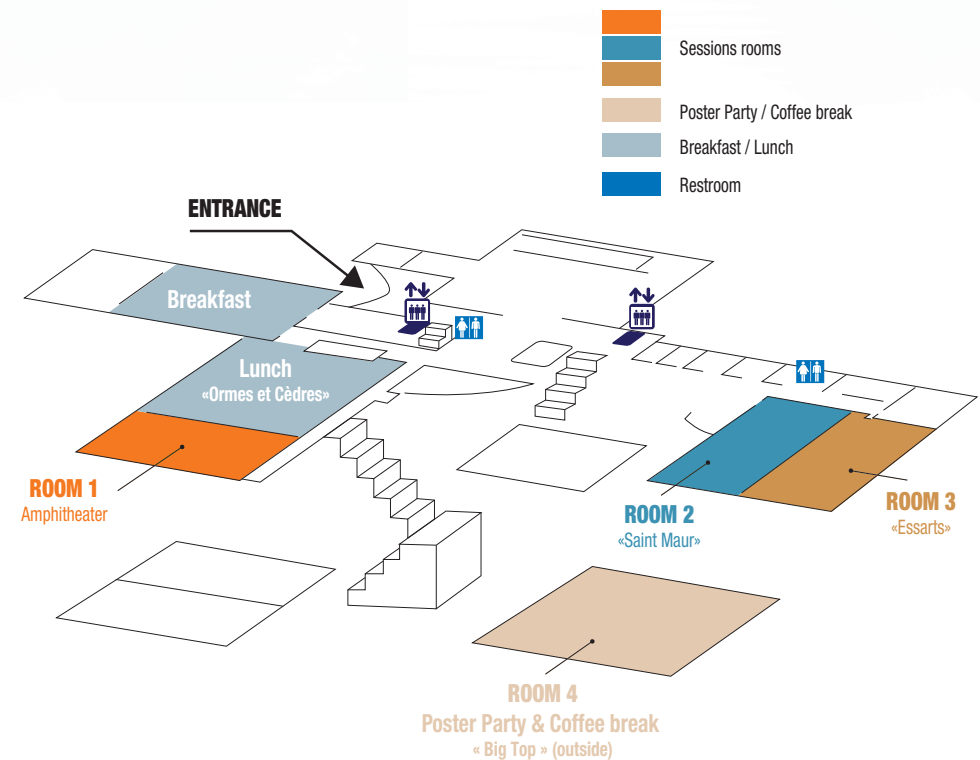 Sessions rooms
Poster Party / Coffee break
Breakfast / Lunch
Restroom
ENTRANCE
Breakfast
Lunch
«Ormes et Cèdres»
ROOM 1
Amphitheater
ROOM 2
«Saint Maur»
ROOM 3
«Essarts»
ROOM 4
Poster Party & Coffee break
« Big Top » (outside)